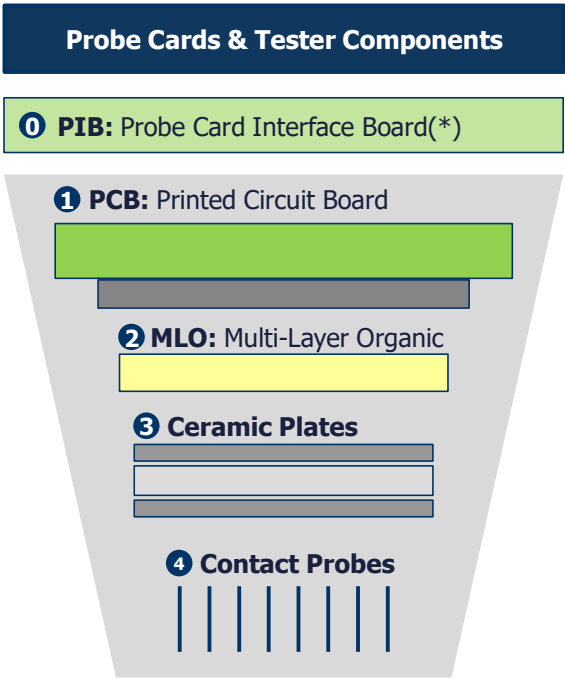 Probe Cards & Tester Components
0 PIB: Probe Card Interface Board(*)
1 PCB: Printed Circuit Board
2 MLO: Multi-Layer Organic
3 Ceramic Plates
4 Contact Probes